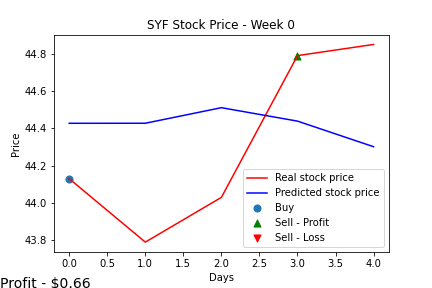 SYF Stock Price - Week 0
Price
44.8
44.6
44.4
44.2
44.0
43.8
Real stock price
Predicted stock price
Buy
Sell - Profit
Sell - Loss
0.0 0.5 1.0 1.5 2.0 2.5 3.0 3.5 4.0
Days
Profit - $0.66